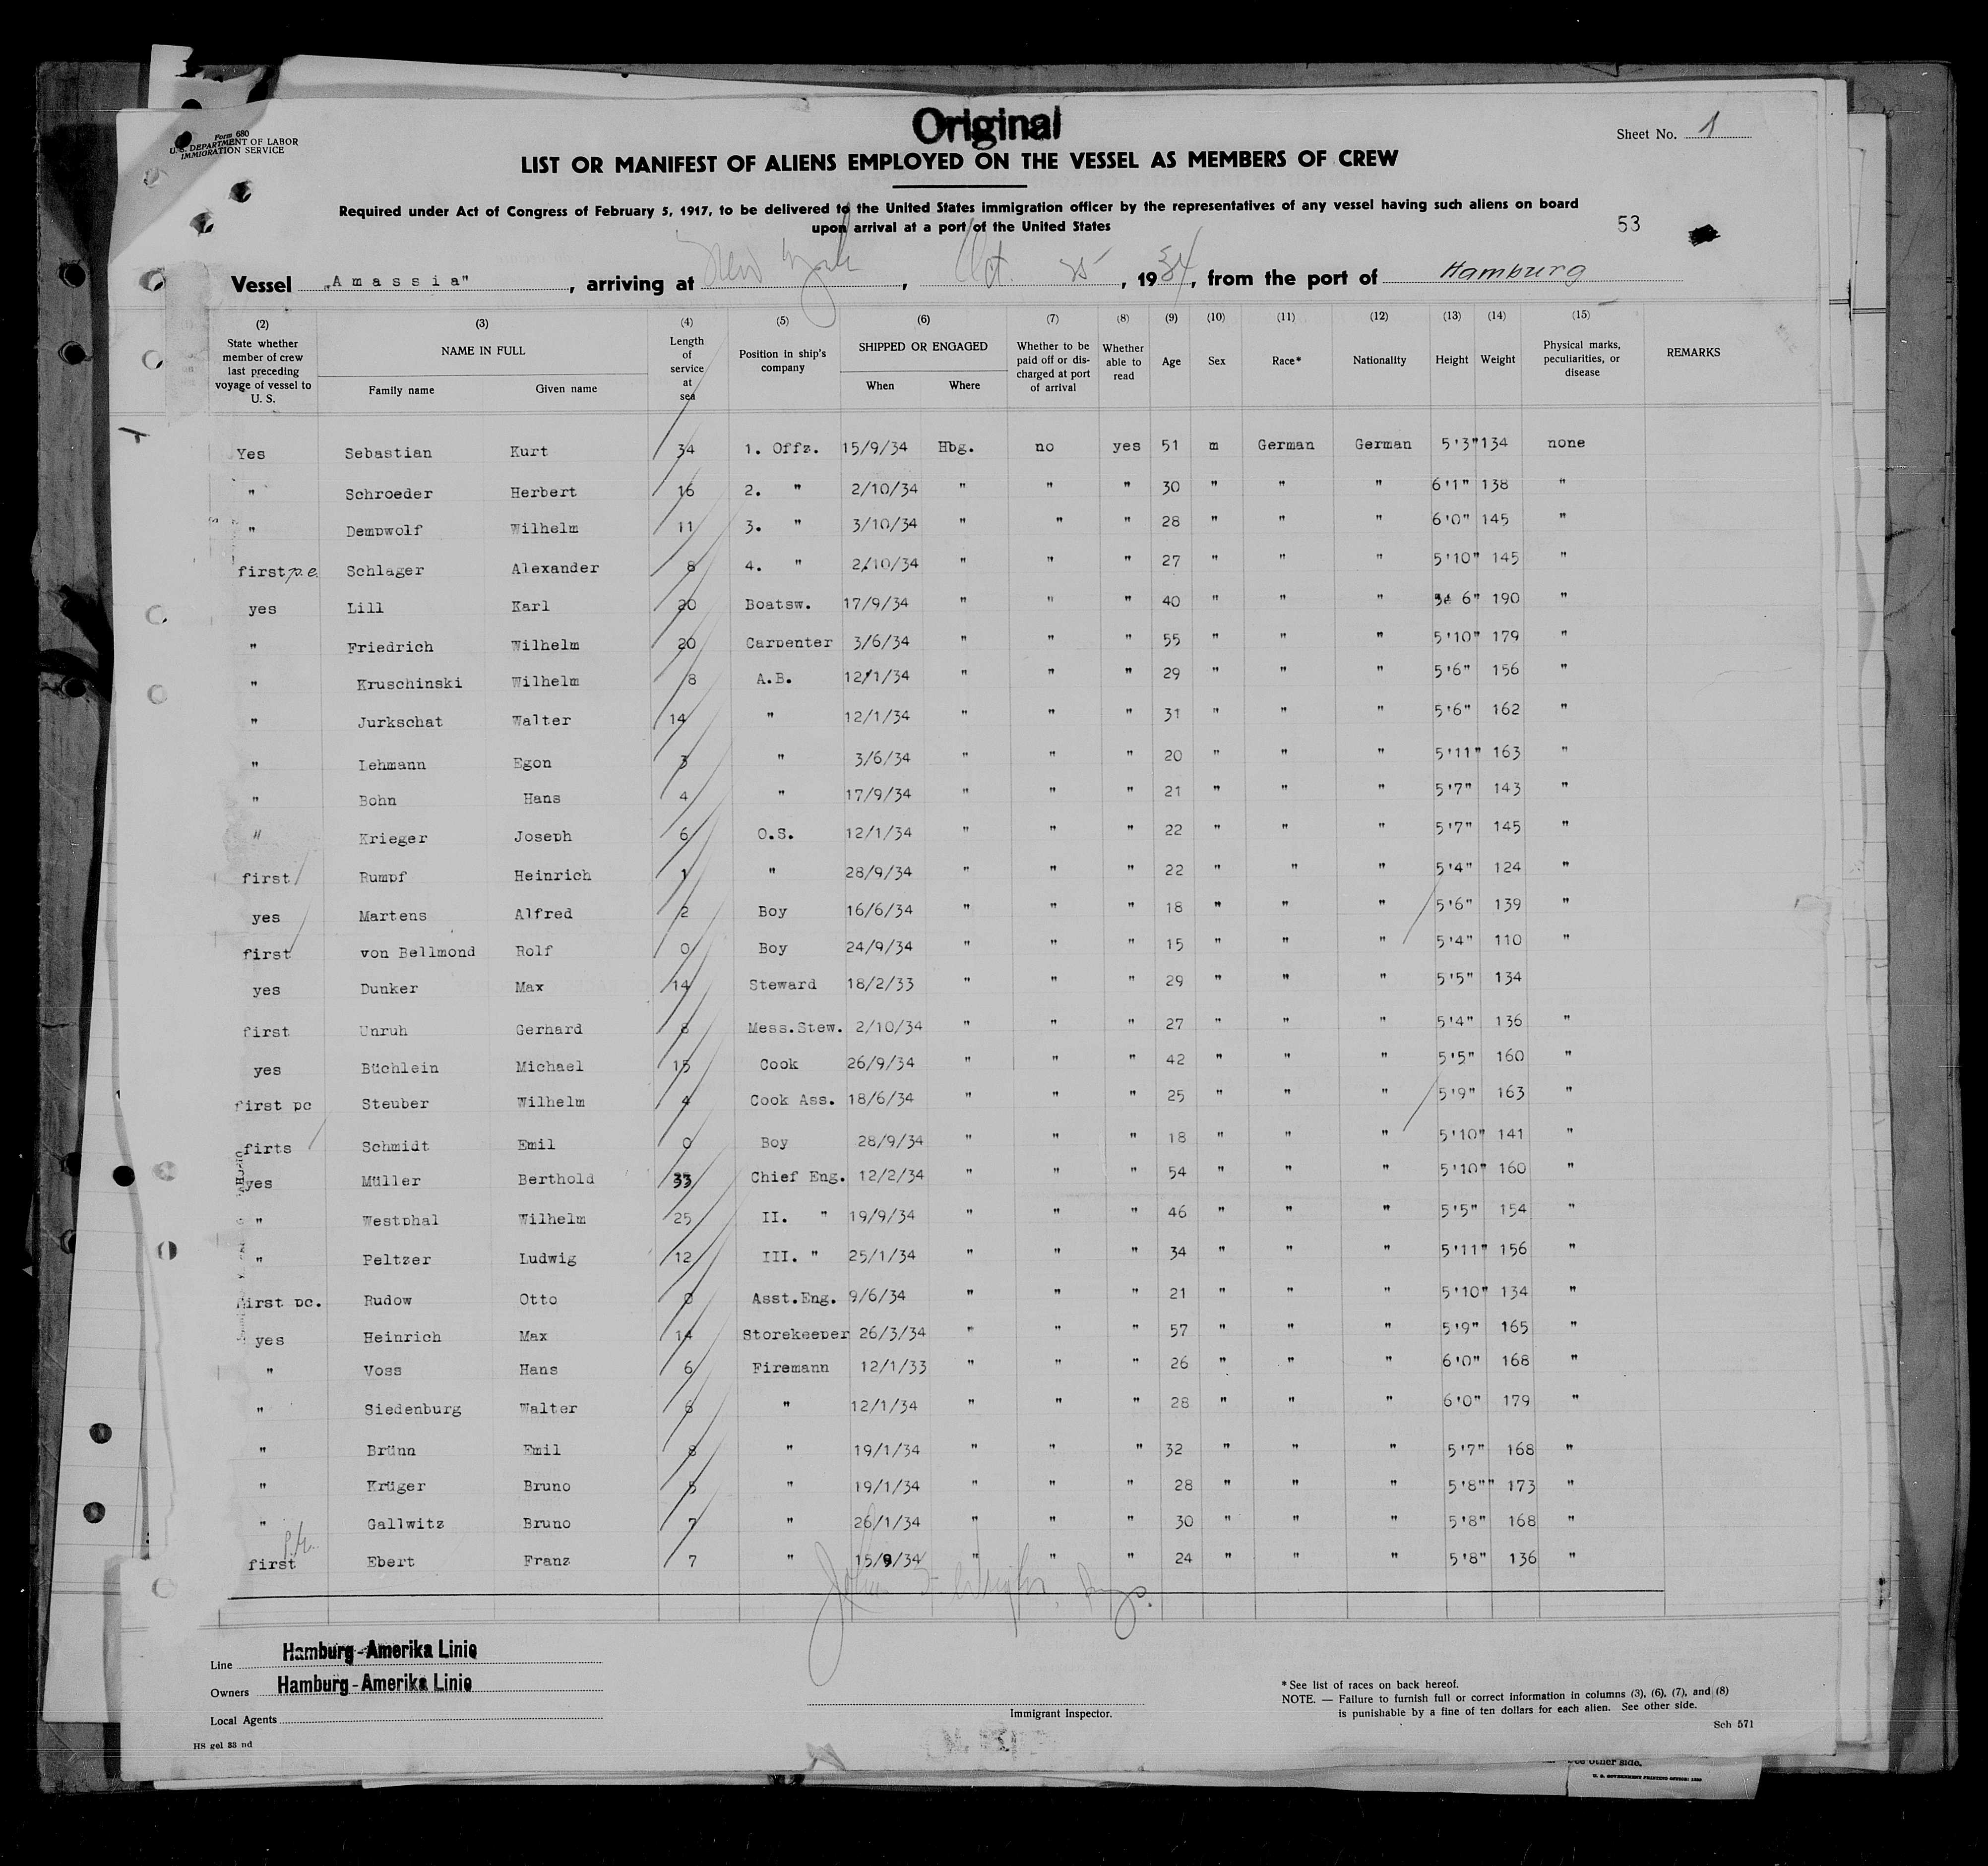 Original
Form 680
U.S. DEPARTMENT OF LABOR
IMMIGRATION SERVICE
Sheet No. 1
LIST OR MANIFEST OF ALIENS EMPLOYED ON THE VESSEL AS MEMBERS OF CREW
Required under Act of Congress of February 5, 1917, to be delivered to the United States immigration officer by the representatives of any vessel having such aliens on board
upon arrival at a port of the United States
53
Vessel „Amassia", arriving at New York, Oct. 25, 1934, from the port of Hamburg
(2) (3) (4) (5) (6) (7) (8) (9) (10) (11) (12) (13) (14) (15)
State whether member of crew last preceding voyage of vessel to U. S. | NAME IN FULL Family name Given name | Length of service at sea | Position in ship's company | SHIPPED OR ENGAGED When Where | Whether to be paid off or discharged at port of arrival | Whether able to read | Age | Sex | Race* | Nationality | Height | Weight | Physical marks, peculiarities, or disease | REMARKS
Yes Sebastian Kurt 34 1. Offz. 15/9/34 Hbg. no yes 51 m German German 5'3" 134 none
" Schroeder Herbert 16 2. " 2/10/34 " " " 30 " " " 6'1" 138 "
" Dempwolf Wilhelm 11 3. " 3/10/34 " " " 28 " " " 6'0" 145 "
first p.c. Schlager Alexander 8 4. " 2/10/34 " " " 27 " " " 5'10" 145 "
yes Lill Karl 20 Boatsw. 17/9/34 " " " 40 " " " 6" 190 "
" Friedrich Wilhelm 20 Carpenter 3/6/34 " " " 55 " " " 5'10" 179 "
" Kruschinski Wilhelm 8 A.B. 12/1/34 " " " 29 " " " 5'6" 156 "
" Jurkschat Walter 14 " 12/1/34 " " " 31 " " " 5'6" 162 "
" Lehmann Egon 3 " 3/6/34 " " " 20 " " " 5'11" 163 "
" Bohn Hans 4 " 17/9/34 " " " 21 " " " 5'7" 143 "
" Krieger Joseph 6 O.S. 12/1/34 " " " 22 " " " 5'7" 145 "
first Rumpf Heinrich 1 " 28/9/34 " " " 22 " " " 5'4" 124 "
yes Martens Alfred 2 Boy 16/6/34 " " " 18 " " " 5'6" 139 "
first von Bellmond Rolf 0 Boy 24/9/34 " " " 15 " " " 5'4" 110 "
yes Dunker Max 14 Steward 18/2/33 " " " 29 " " " 5'5" 134
first Unruh Gerhard 8 Mess.Stew. 2/10/34 " " " 27 " " " 5'4" 136 "
yes Büchlein Michael 15 Cook 26/9/34 " " " 42 " " " 5'5" 160 "
first pc Steuber Wilhelm 4 Cook Ass. 18/6/34 " " " 25 " " " 5'9" 163 "
firts Schmidt Emil 0 Boy 28/9/34 " " " 18 " " " 5'10" 141 "
yes Müller Berthold 33 Chief Eng. 12/2/34 " " " 54 " " " 5'10" 160 "
" Westphal Wilhelm 25 II. " 19/9/34 " " " 46 " " " 5'5" 154 "
" Peltzer Ludwig 12 III. " 25/1/34 " " " 34 " " " 5'11" 156 "
first pc. Rudow Otto 0 Asst.Eng. 9/6/34 " " " 21 " " " 5'10" 134 "
yes Heinrich Max 14 Storekeeper 26/3/34 " " " 57 " " " 5'9" 165 "
" Voss Hans 6 Firemann 12/1/33 " " " 26 " " " 6'0" 168 "
" Siedenburg Walter 8 " 12/1/34 " " " 28 " " " 6'0" 179 "
" Brünn Emil 8 " 19/1/34 " " " 32 " " " 5'7" 168 "
" Krüger Bruno 5 " 19/1/34 " " " 28 " " " 5'8"" 173 "
" Gallwitz Bruno 7 " 26/1/34 " " " 30 " " " 5'8" 168 "
first Ebert Franz 7 " 15/9/34 " " " 24 " " " 5'8" 136 "
Line Hamburg-Amerika Linie
Owners Hamburg-Amerika Linie
Local Agents
Immigrant Inspector.
* See list of races on back hereof.
NOTE. — Failure to furnish full or correct information in columns (3), (6), (7), and (8)
is punishable by a fine of ten dollars for each alien. See other side.
Sch 571
HS gel 33 nd
See other side.
U. S. GOVERNMENT PRINTING OFFICE: